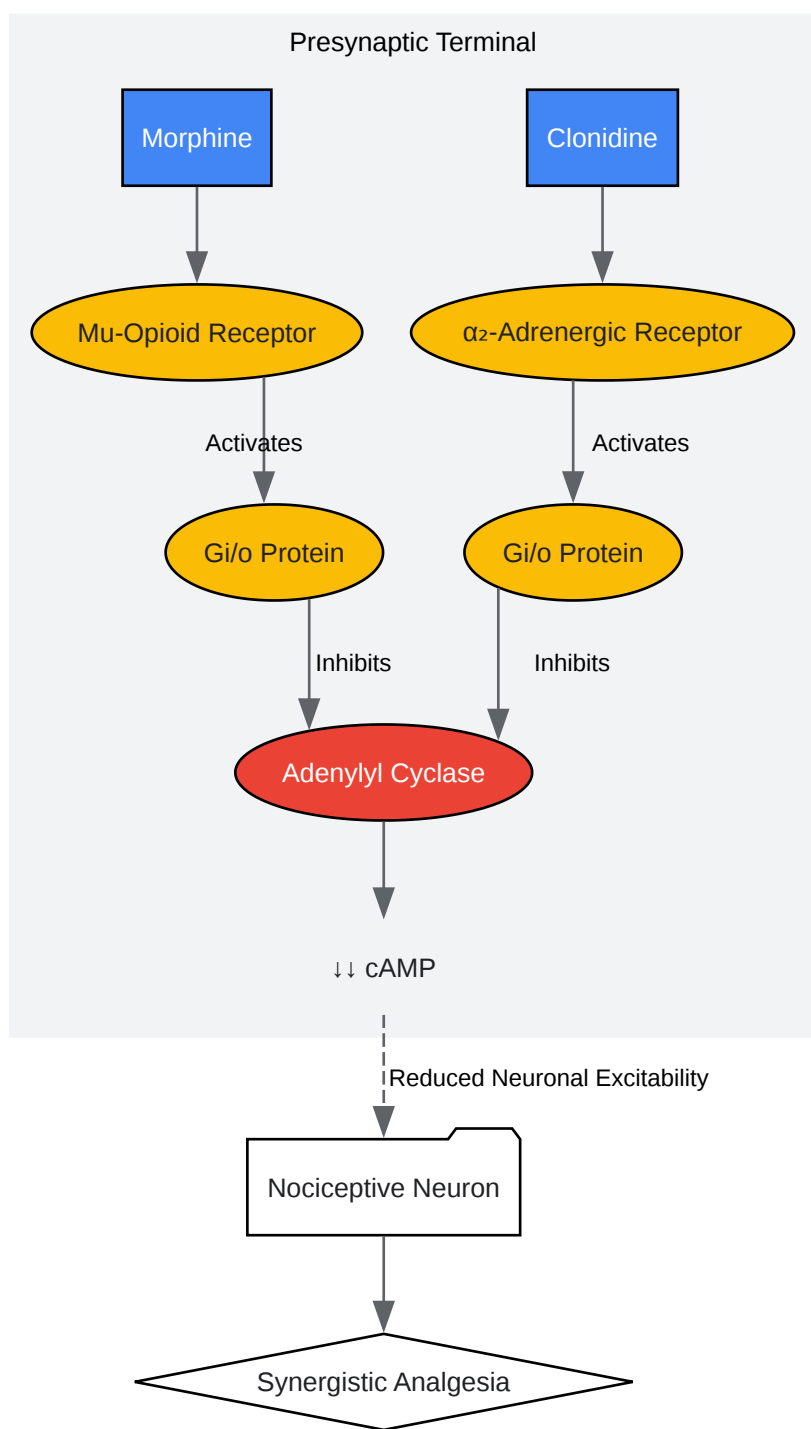 Presynaptic Terminal
Morphine
Clonidine
Mu-Opioid Receptor
α₂-Adrenergic Receptor
Activates
Activates
Gi/o Protein
Gi/o Protein
Inhibits
Inhibits
Adenylyl Cyclase
↓↓ cAMP
Reduced Neuronal Excitability
Nociceptive Neuron
Synergistic Analgesia